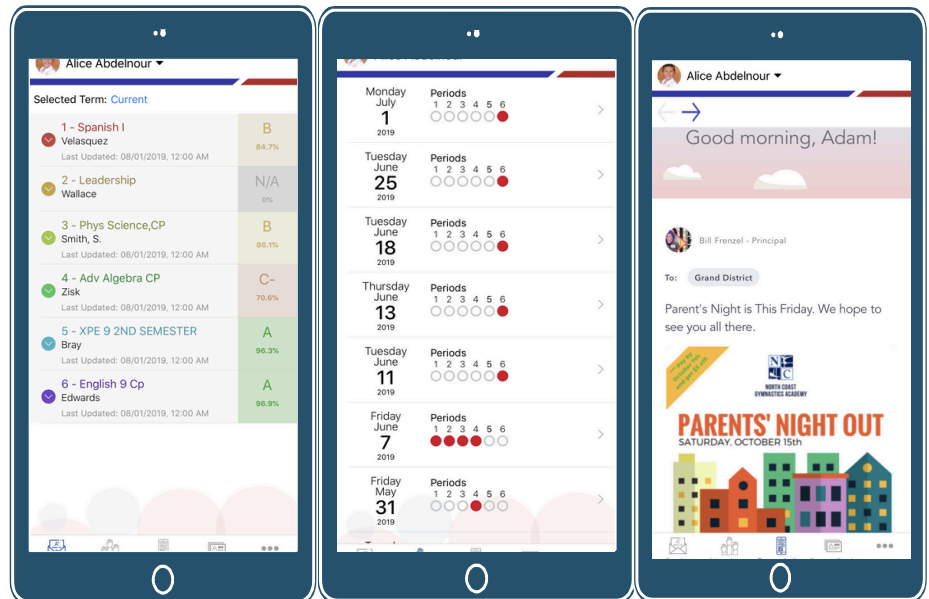 Alice Abdelnour
Selected Term: Current
1 - Spanish I
Velasquez
Last Updated: 08/01/2019, 12:00 AM
B
84.7%
2 - Leadership
Wallace
N/A
0%
3 - Phys Science,CP
Smith, S.
Last Updated: 08/01/2019, 12:00 AM
B
86.1%
4 - Adv Algebra CP
Zisk
Last Updated: 08/01/2019, 12:00 AM
C-
70.6%
5 - XPE 9 2ND SEMESTER
Bray
Last Updated: 08/01/2019, 12:00 AM
A
96.3%
6 - English 9 Cp
Edwards
Last Updated: 08/01/2019, 12:00 AM
A
96.9%
Monday
July
1
2019
Periods
1 2 3 4 5 6
Tuesday
June
25
2019
Periods
1 2 3 4 5 6
Tuesday
June
18
2019
Periods
1 2 3 4 5 6
Thursday
June
13
2019
Periods
1 2 3 4 5 6
Tuesday
June
11
2019
Periods
1 2 3 4 5 6
Friday
June
7
2019
Periods
1 2 3 4 5 6
Friday
May
31
2019
Periods
1 2 3 4 5 6
Alice Abdelnour
Good morning, Adam!
Bill Frenzel - Principal
To: Grand District
Parent's Night is This Friday. We hope to
see you all there.
NORTH COAST
GYMNASTICS ACADEMY
PARENTS' NIGHT OUT
SATURDAY, OCTOBER 15th